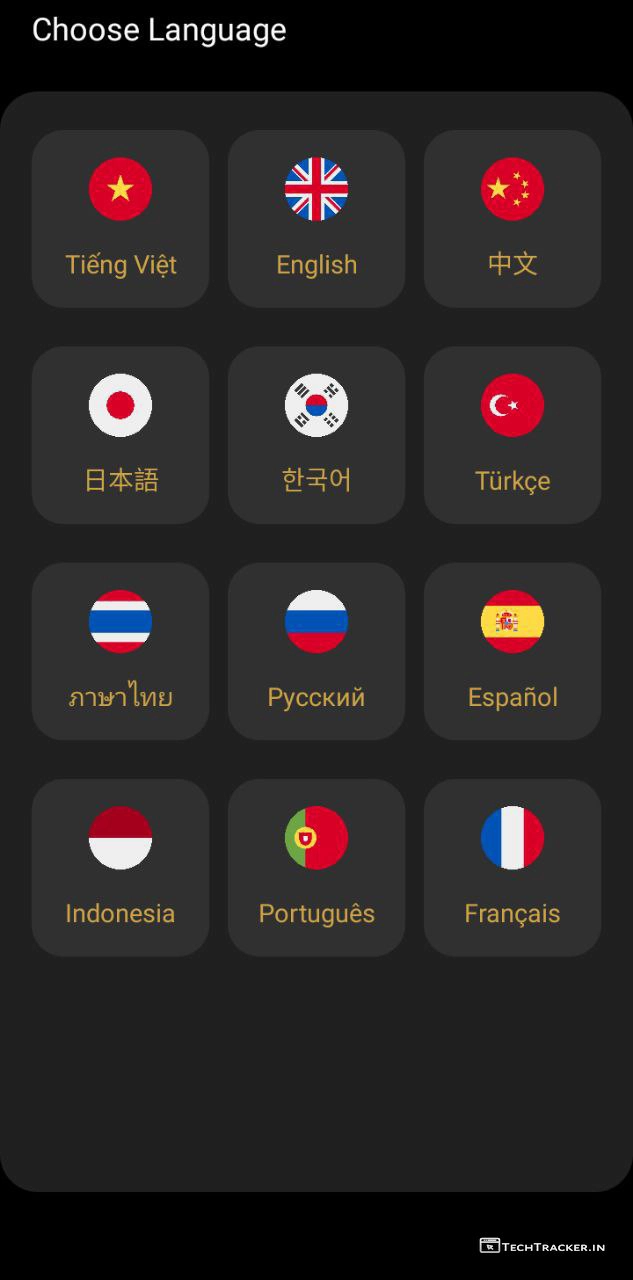 Choose Language
Tiếng Việt
English
中文
日本語
한국어
Türkçe
ภาษาไทย
Русский
Español
Indonesia
Português
Français
TECHTRACKER.IN